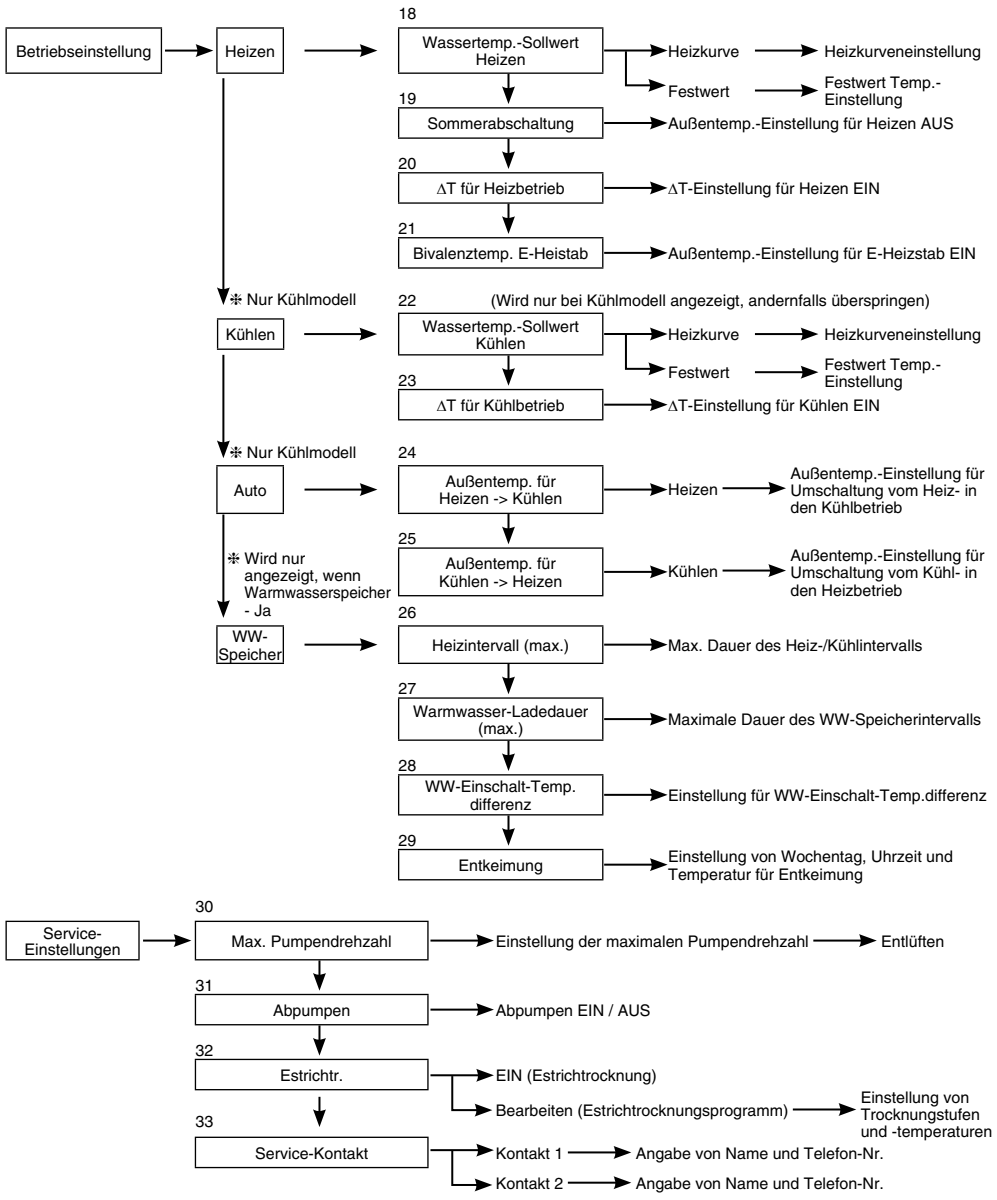 18
Betriebseinstellung
Heizen
Wassertemp.-Sollwert
Heizen
Heizkurve
Heizkurveneinstellung
Festwert
Festwert Temp.-
Einstellung
19
Sommerabschaltung
Außentemp.-Einstellung für Heizen AUS
20
ΔT für Heizbetrieb
ΔT-Einstellung für Heizen EIN
21
Bivalenztemp. E-Heistab
Außentemp.-Einstellung für E-Heizstab EIN
❉ Nur Kühlmodell
22
(Wird nur bei Kühlmodell angezeigt, andernfalls überspringen)
Kühlen
Wassertemp.-Sollwert
Kühlen
Heizkurve
Heizkurveneinstellung
Festwert
Festwert Temp.-
Einstellung
23
ΔT für Kühlbetrieb
ΔT-Einstellung für Kühlen EIN
❉ Nur Kühlmodell
24
Auto
Außentemp. für
Heizen -> Kühlen
Heizen
Außentemp.-Einstellung für
Umschaltung vom Heiz- in
den Kühlbetrieb
25
Außentemp. für
Kühlen -> Heizen
Kühlen
Außentemp.-Einstellung für
Umschaltung vom Kühl- in
den Heizbetrieb
❉ Wird nur
angezeigt, wenn
Warmwasserspeicher
- Ja
26
WW-
Speicher
Heizintervall (max.)
Max. Dauer des Heiz-/Kühlintervalls
27
Warmwasser-Ladedauer
(max.)
Maximale Dauer des WW-Speicherintervalls
28
WW-Einschalt-Temp.
differenz
Einstellung für WW-Einschalt-Temp.differenz
29
Entkeimung
Einstellung von Wochentag, Uhrzeit und
Temperatur für Entkeimung
30
Service-
Einstellungen
Max. Pumpendrehzahl
Einstellung der maximalen Pumpendrehzahl
Entlüften
31
Abpumpen
Abpumpen EIN / AUS
32
Estrichtr.
EIN (Estrichtrocknung)
Bearbeiten (Estrichtrocknungsprogramm)
Einstellung von
Trocknungstufen
und -temperaturen
33
Service-Kontakt
Kontakt 1
Angabe von Name und Telefon-Nr.
Kontakt 2
Angabe von Name und Telefon-Nr.